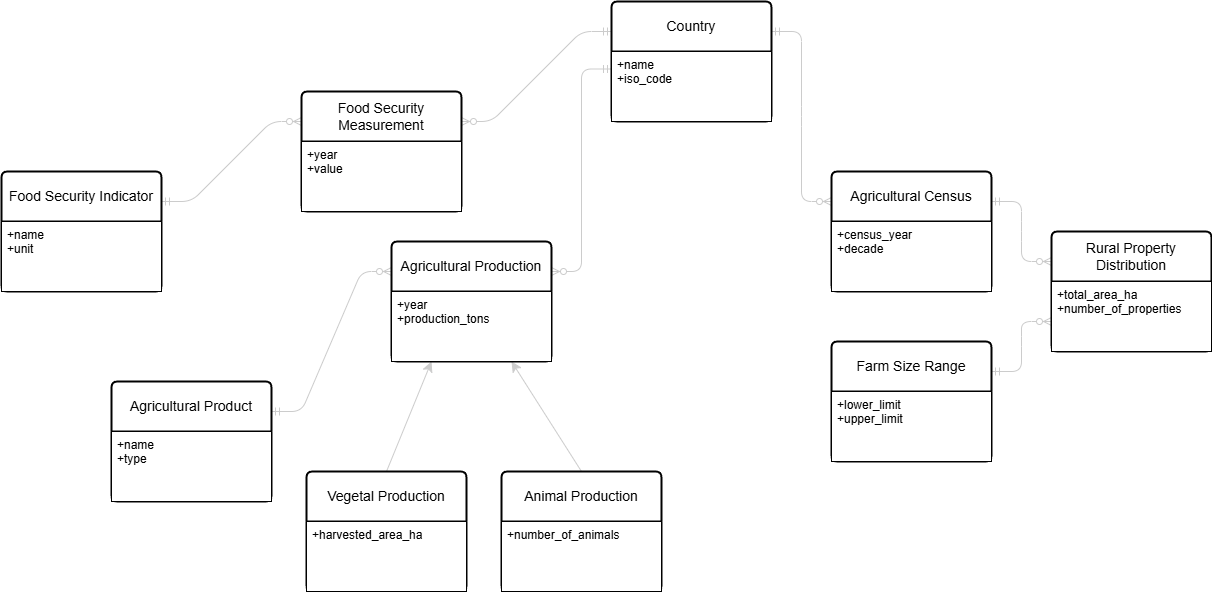 Country
+name
+iso_code
Food Security
Measurement
+year
+value
Food Security Indicator
+name
+unit
Agricultural Census
+census_year
+decade
Rural Property
Distribution
+total_area_ha
+number_of_properties
Agricultural Production
+year
+production_tons
Farm Size Range
+lower_limit
+upper_limit
Agricultural Product
+name
+type
Vegetal Production
+harvested_area_ha
Animal Production
+number_of_animals